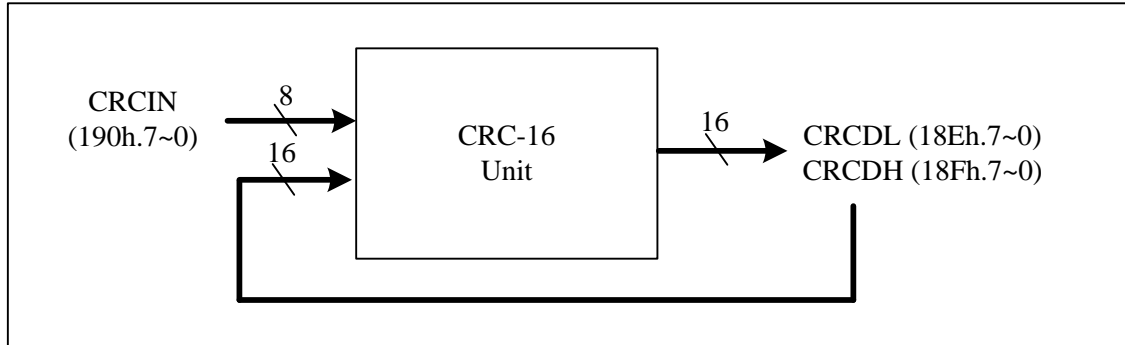 CRCIN
(190h.7~0)
8
16
CRC-16
Unit
16
CRCDL (18Eh.7~0)
CRCDH (18Fh.7~0)